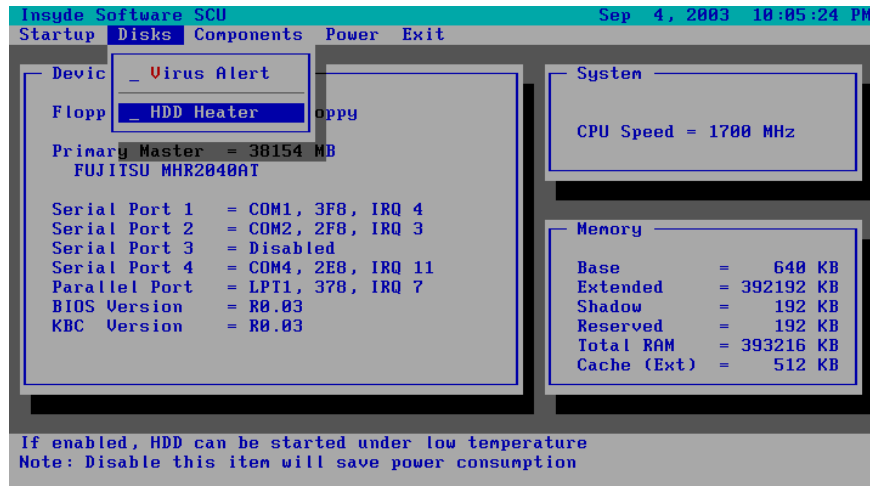 Insyde Software SCU Sep 4, 2003 10:05:24 PM
Startup Disks Components Power Exit
Devic
_ Virus Alert
Flopp
_ HDD Heater
oppy
Primary Master = 38154 MB
FUJITSU MHR2040AT
Serial Port 1 = COM1, 3F8, IRQ 4
Serial Port 2 = COM2, 2F8, IRQ 3
Serial Port 3 = Disabled
Serial Port 4 = COM4, 2E8, IRQ 11
Parallel Port = LPT1, 378, IRQ 7
BIOS Version = R0.03
KBC Version = R0.03
System
CPU Speed = 1700 MHz
Memory
Base = 640 KB
Extended = 392192 KB
Shadow = 192 KB
Reserved = 192 KB
Total RAM = 393216 KB
Cache (Ext) = 512 KB
If enabled, HDD can be started under low temperature
Note: Disable this item will save power consumption